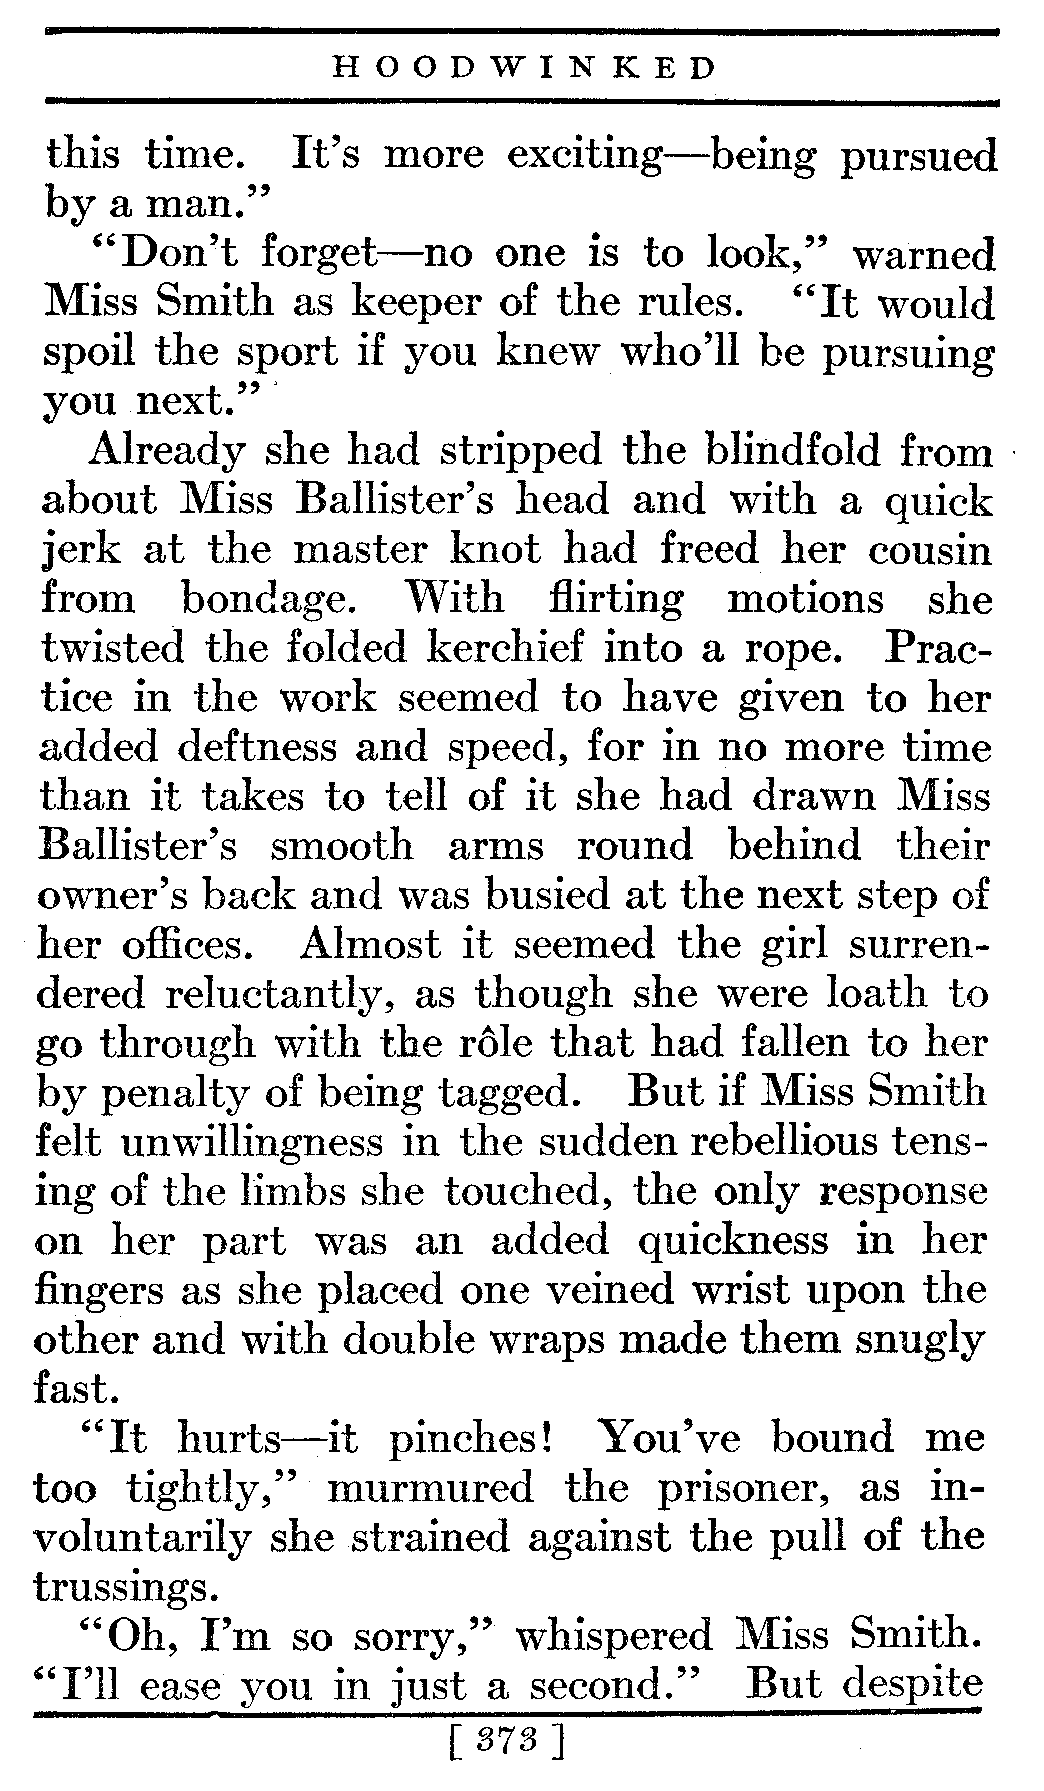 HOODWINKED
this time. It's more exciting—being pursued
by a man."
"Don't forget—no one is to look," warned
Miss Smith as keeper of the rules. "It would
spoil the sport if you knew who'll be pursuing
you next."
Already she had stripped the blindfold from
about Miss Ballister's head and with a quick
jerk at the master knot had freed her cousin
from bondage. With flirting motions she
twisted the folded kerchief into a rope. Prac-
tice in the work seemed to have given to her
added deftness and speed, for in no more time
than it takes to tell of it she had drawn Miss
Ballister's smooth arms round behind their
owner's back and was busied at the next step of
her offices. Almost it seemed the girl surren-
dered reluctantly, as though she were loath to
go through with the rôle that had fallen to her
by penalty of being tagged. But if Miss Smith
felt unwillingness in the sudden rebellious tens-
ing of the limbs she touched, the only response
on her part was an added quickness in her
fingers as she placed one veined wrist upon the
other and with double wraps made them snugly
fast.
"It hurts—it pinches! You've bound me
too tightly," murmured the prisoner, as in-
voluntarily she strained against the pull of the
trussings.
"Oh, I'm so sorry," whispered Miss Smith.
"I'll ease you in just a second." But despite
[ 373 ]